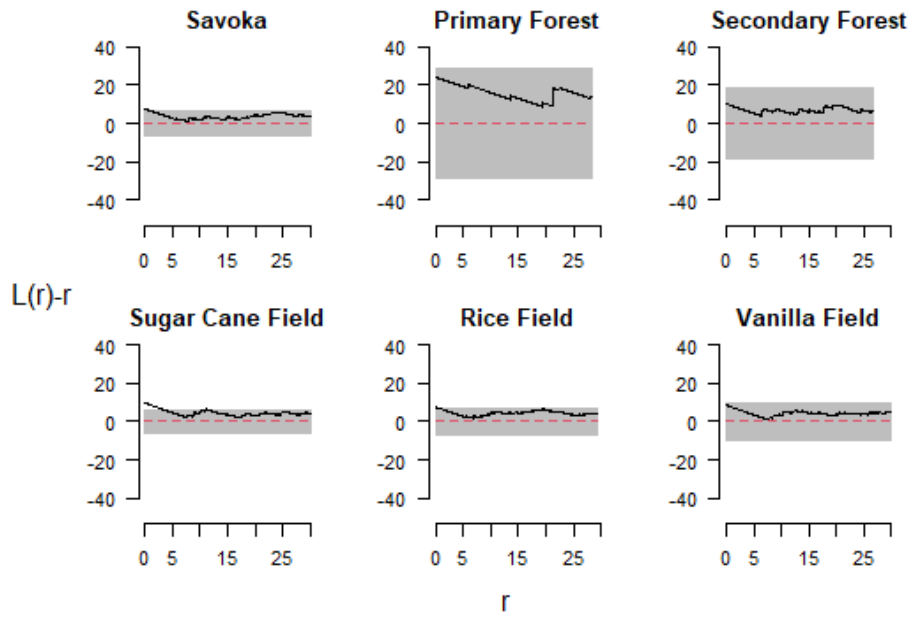 Savoka Primary Forest Secondary Forest
40 40 40
20 20 20
0 0 0
-20 -20 -20
-40 -40 -40
0 5 15 25 0 5 15 25 0 5 15 25
L(r)-r
Sugar Cane Field Rice Field Vanilla Field
40 40 40
20 20 20
0 0 0
-20 -20 -20
-40 -40 -40
0 5 15 25 0 5 15 25 0 5 15 25
r